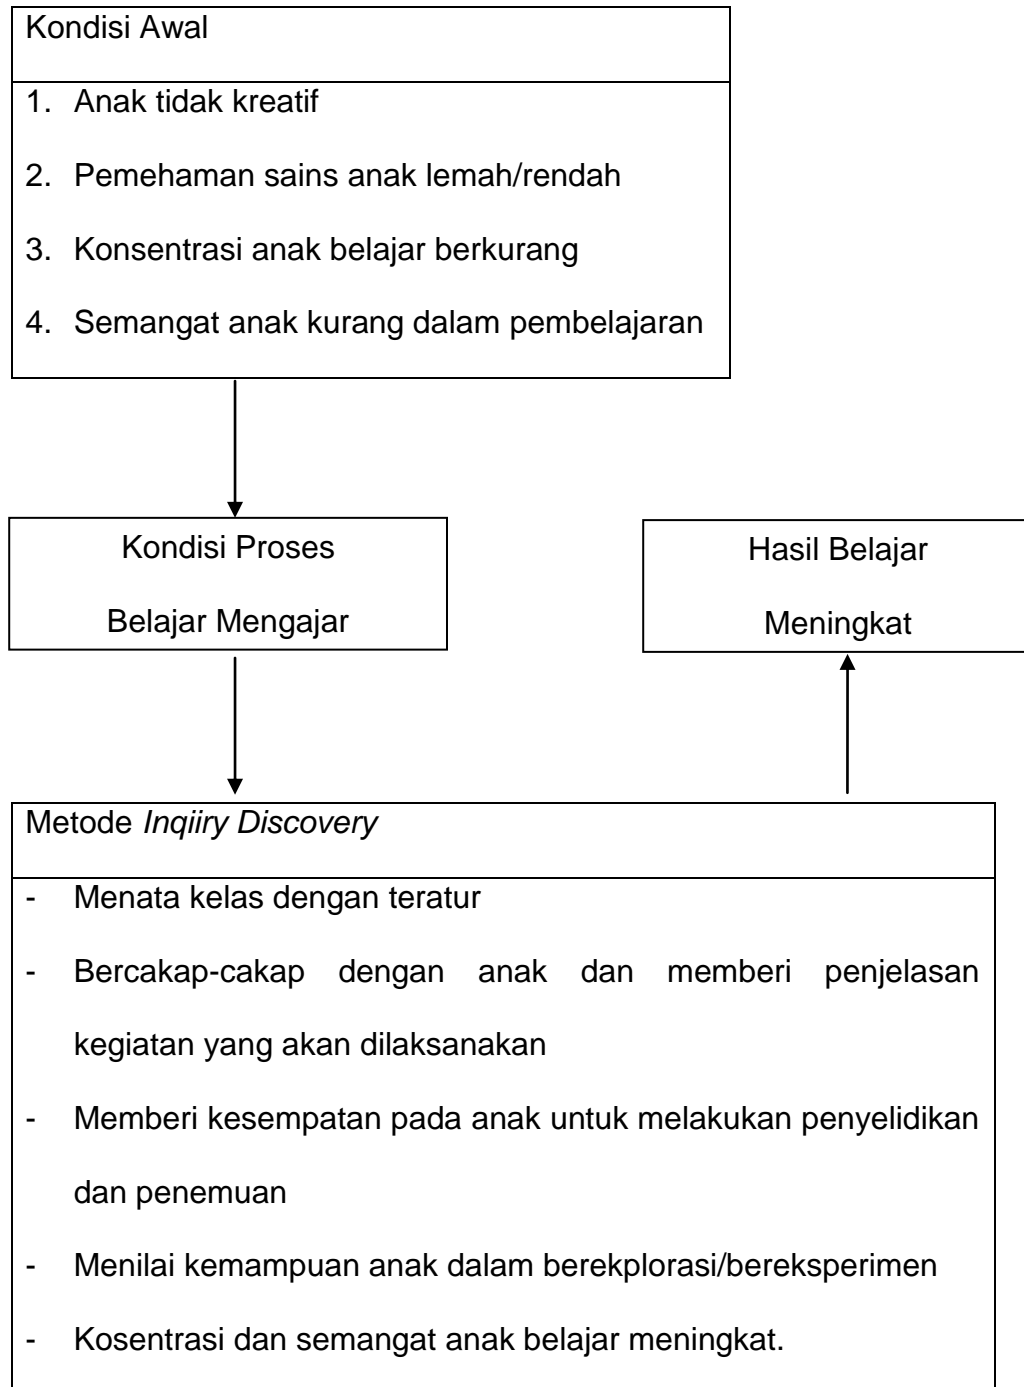 Kondisi Awal
1. Anak tidak kreatif
2. Pemehaman sains anak lemah/rendah
3. Konsentrasi anak belajar berkurang
4. Semangat anak kurang dalam pembelajaran
Kondisi Proses
Belajar Mengajar
Hasil Belajar
Meningkat
Metode Inqiiry Discovery
- Menata kelas dengan teratur
- Bercakap-cakap dengan anak dan memberi penjelasan
kegiatan yang akan dilaksanakan
- Memberi kesempatan pada anak untuk melakukan penyelidikan
dan penemuan
- Menilai kemampuan anak dalam berekplorasi/bereksperimen
- Kosentrasi dan semangat anak belajar meningkat.